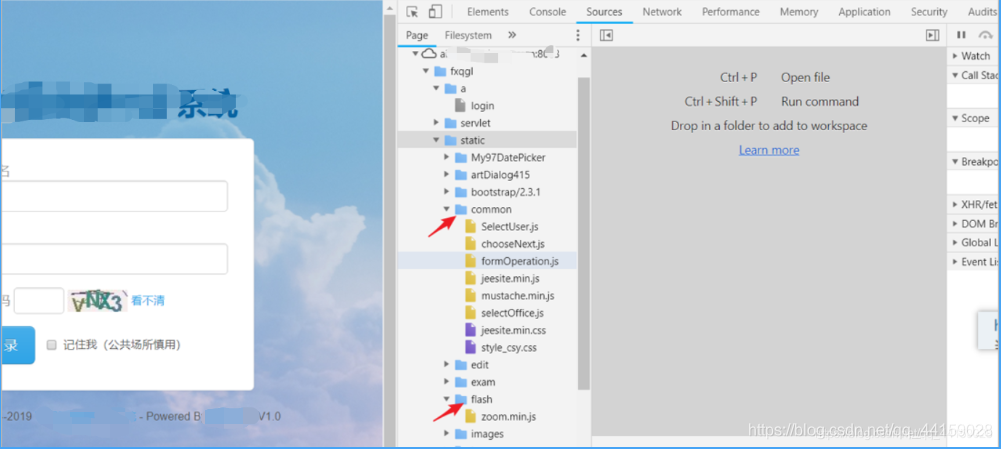 系统
名
码
看不清
录
记住我（公共场所慎用）
-2019
- Powered B
V1.0
Elements Console Sources Network Performance Memory Application Security Audits
Page Filesystem »
fxqgl
a
login
servlet
static
My97DatePicker
artDialog415
bootstrap/2.3.1
common
SelectUser.js
chooseNext.js
formOperation.js
jeesite.min.js
mustache.min.js
selectOffice.js
jeesite.min.css
style_csy.css
edit
exam
flash
zoom.min.js
images
Ctrl + P Open file
Ctrl + Shift + P Run command
Drop in a folder to add to workspace
Learn more
Watch
Call Stac
Scope
Breakpo
XHR/fet
DOM Br
Global L
Event Lis
https://blog.csdn.net/qq_44159028